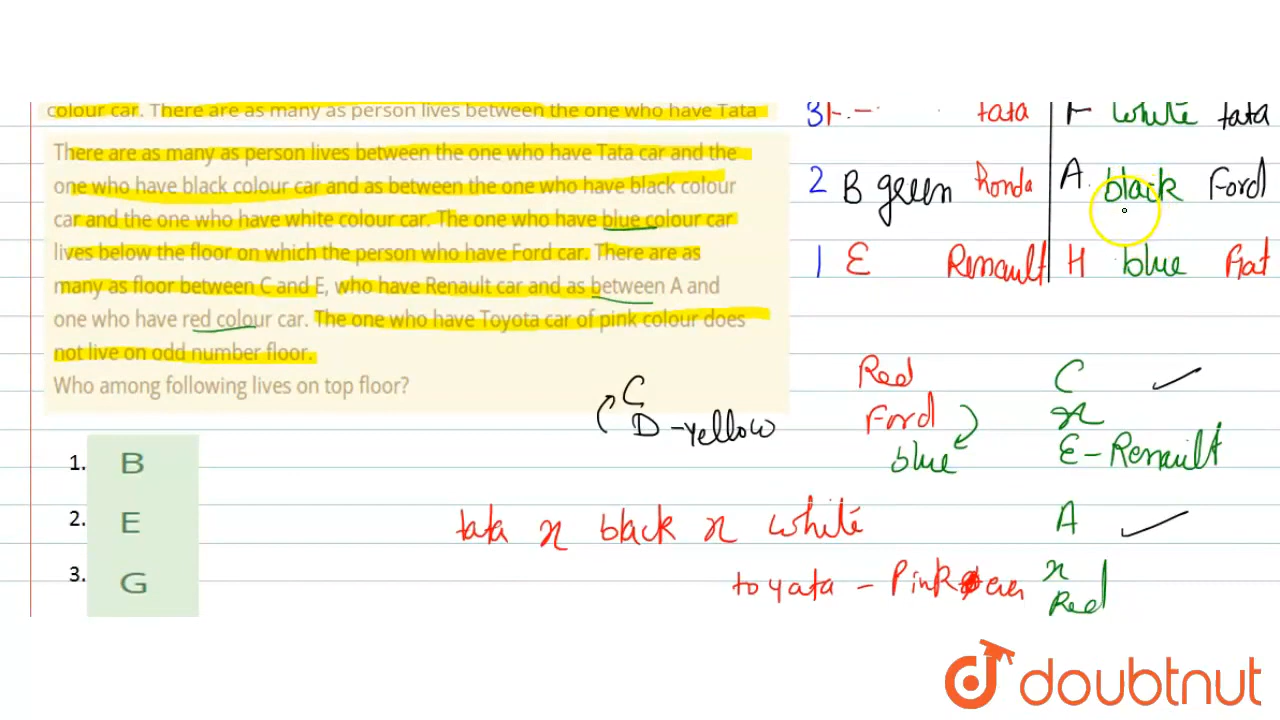 colour car. There are as many as person lives between the one who have Tata
There are as many as person lives between the one who have Tata car and the
one who have black colour car and as between the one who have black colour
car and the one who have white colour car. The one who have blue colour car
lives below the floor on which the person who have Ford car. There are as
many as floor between C and E, who have Renault car and as between A and
one who have red colour car. The one who have Toyota car of pink colour does
not live on odd number floor.
Who among following lives on top floor?
1. B
2. E
3. G
3 tata white tata
2 B green honda A black Ford
1 E Renault H blue fiat
C
D - yellow
Red
Ford
blue
C
x
E - Renault
tata x black x white
toyata - Pink even
A
x
Red
doubtnut